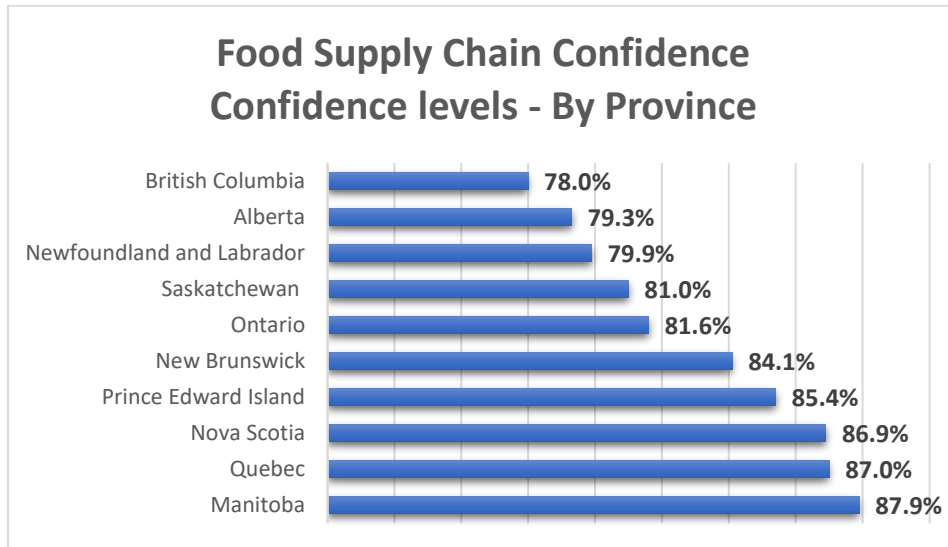 Food Supply Chain Confidence
Confidence levels - By Province
British Columbia 78.0%
Alberta 79.3%
Newfoundland and Labrador 79.9%
Saskatchewan 81.0%
Ontario 81.6%
New Brunswick 84.1%
Prince Edward Island 85.4%
Nova Scotia 86.9%
Quebec 87.0%
Manitoba 87.9%